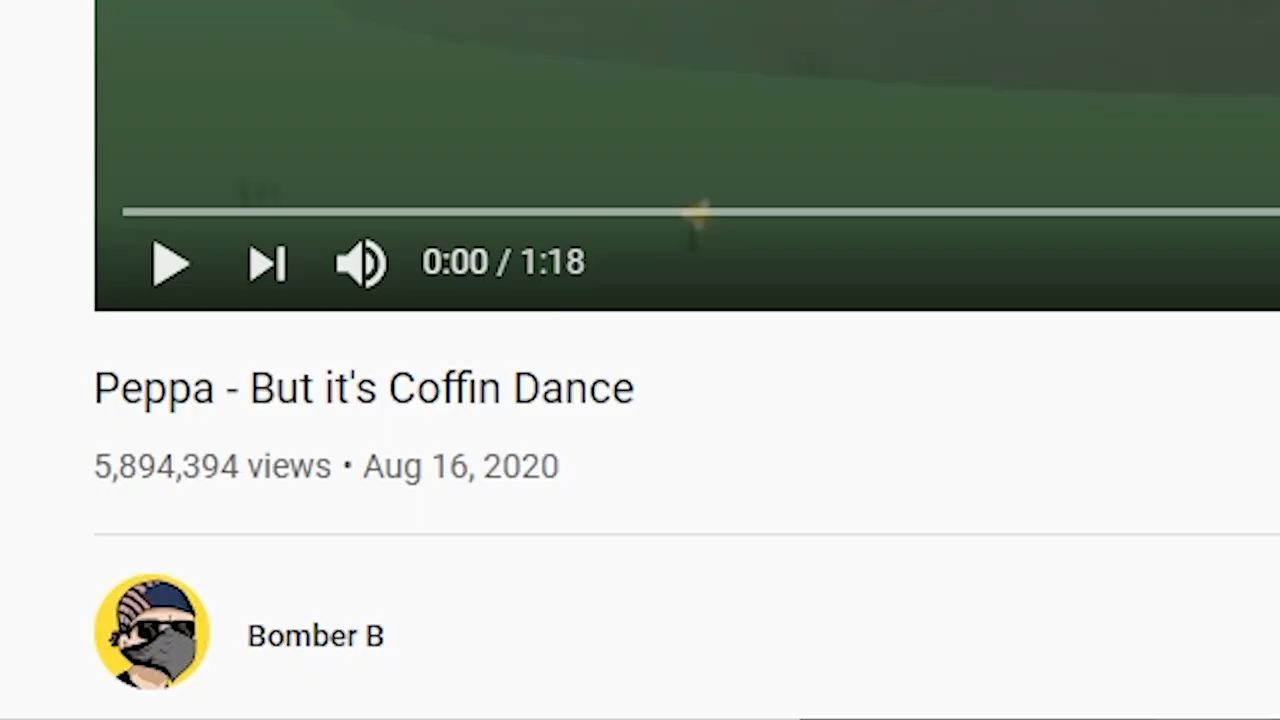 0:00 / 1:18
Peppa - But it's Coffin Dance
5,894,394 views • Aug 16, 2020
Bomber B